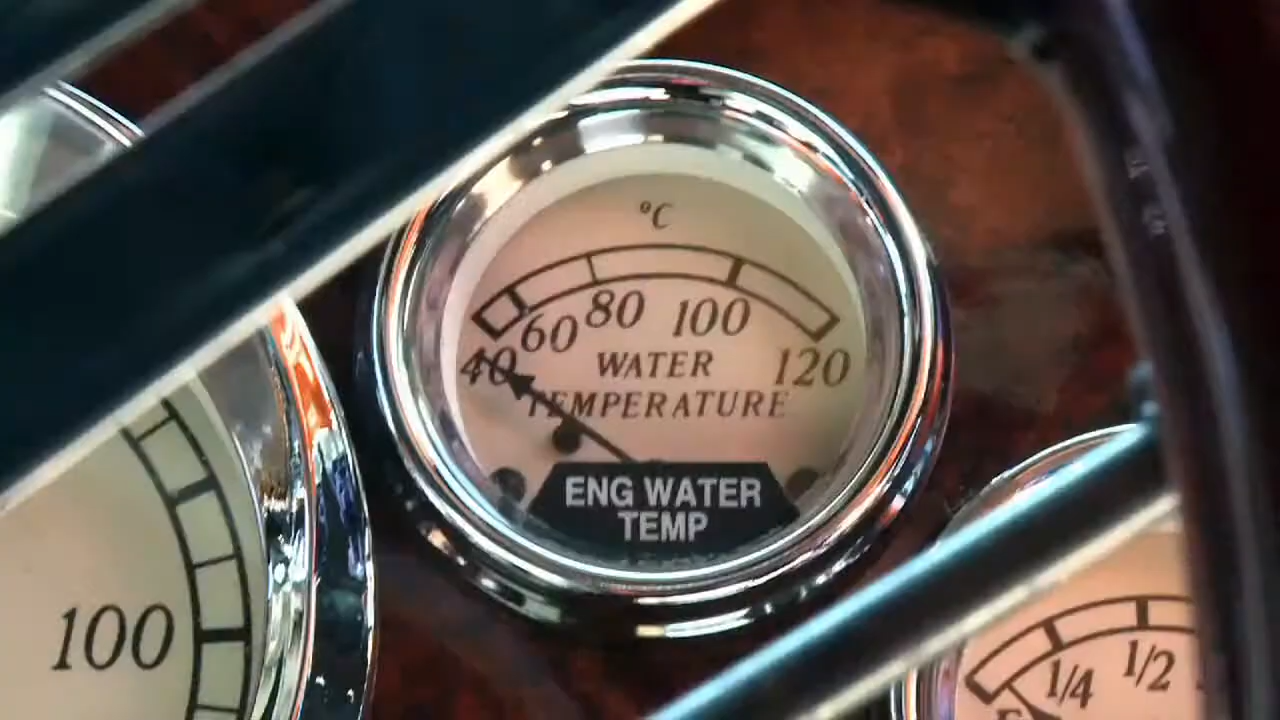 °C
40 60 80 100 120
WATER
TEMPERATURE
ENG WATER
TEMP
100
1/4 1/2